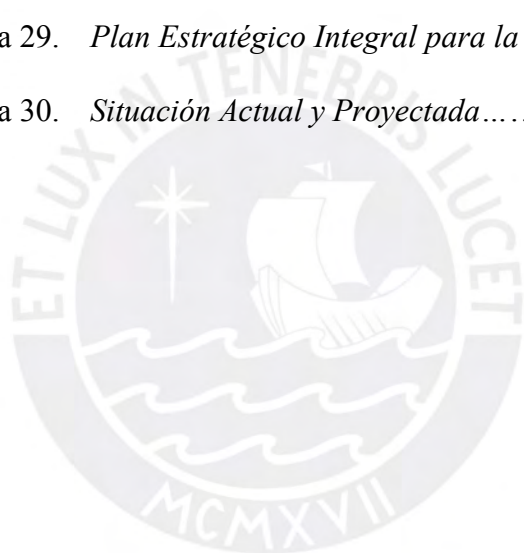 a 29. Plan Estratégico Integral para la
a 30. Situación Actual y Proyectada…..
ET LUX IN TENEBRIS LUCET
MCMXVII